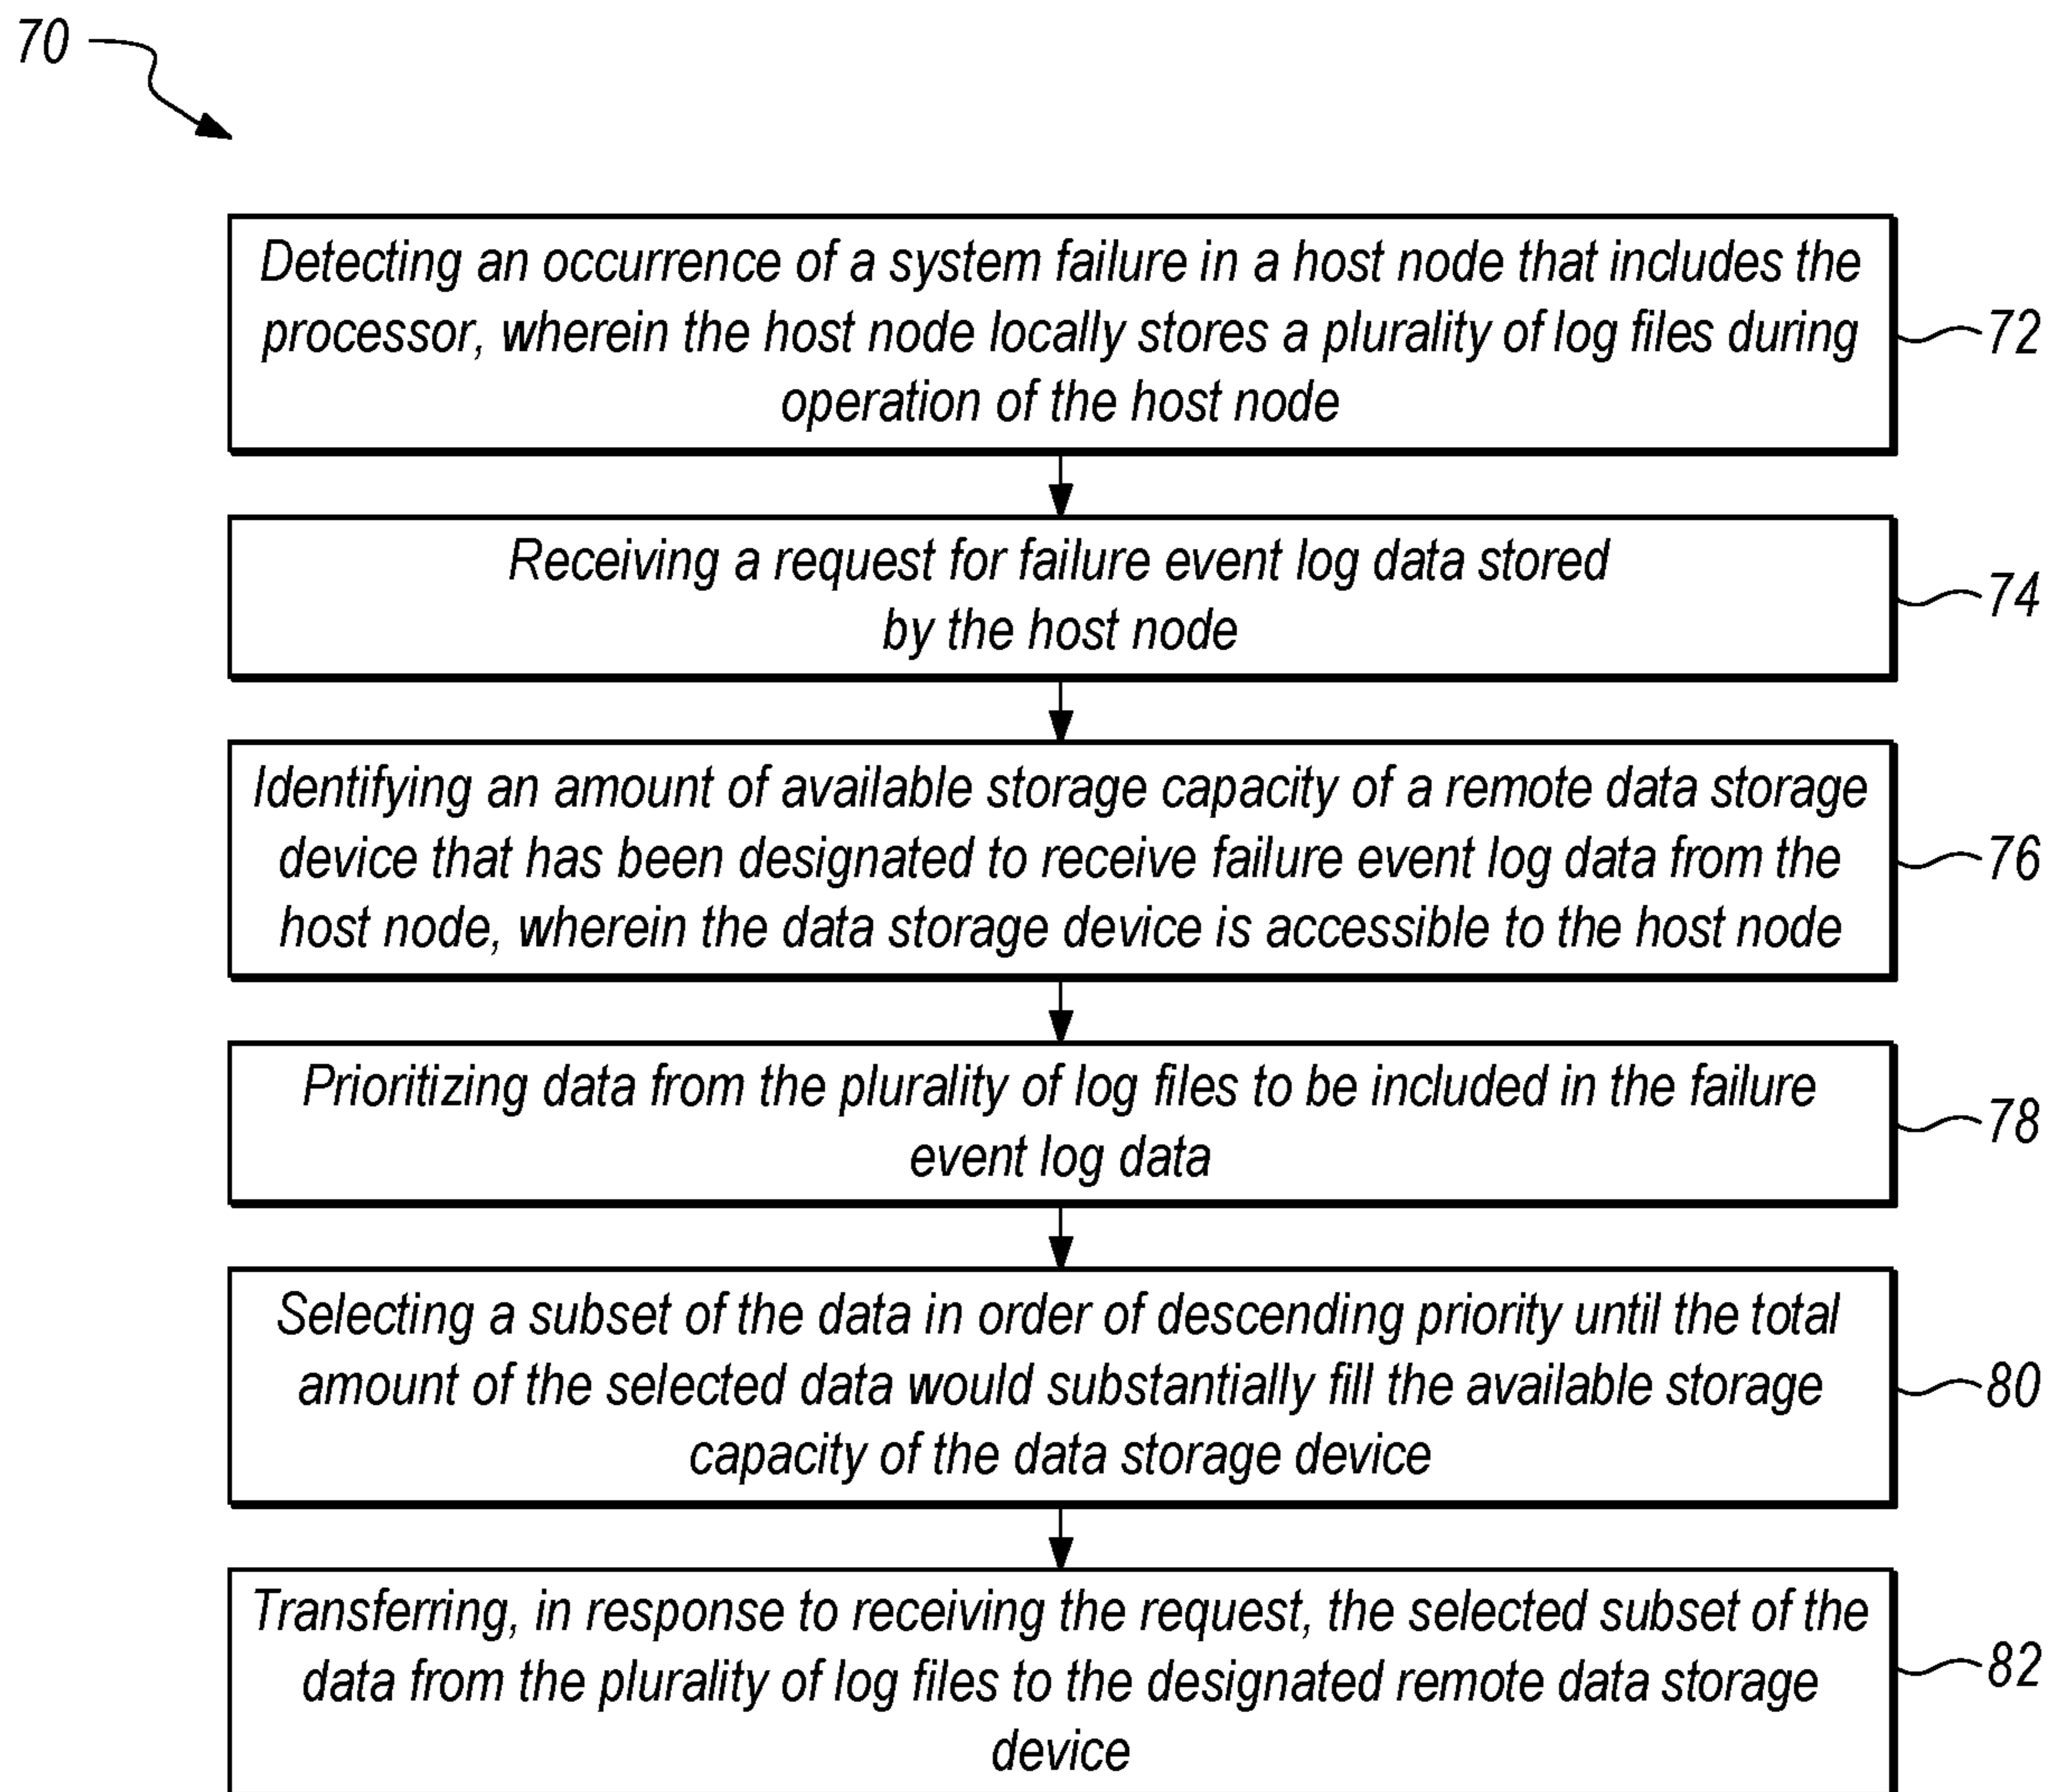 70
Detecting an occurrence of a system failure in a host node that includes the
processor, wherein the host node locally stores a plurality of log files during
operation of the host node
72
Receiving a request for failure event log data stored
by the host node
74
Identifying an amount of available storage capacity of a remote data storage
device that has been designated to receive failure event log data from the
host node, wherein the data storage device is accessible to the host node
76
Prioritizing data from the plurality of log files to be included in the failure
event log data
78
Selecting a subset of the data in order of descending priority until the total
amount of the selected data would substantially fill the available storage
capacity of the data storage device
80
Transferring, in response to receiving the request, the selected subset of the
data from the plurality of log files to the designated remote data storage
device
82